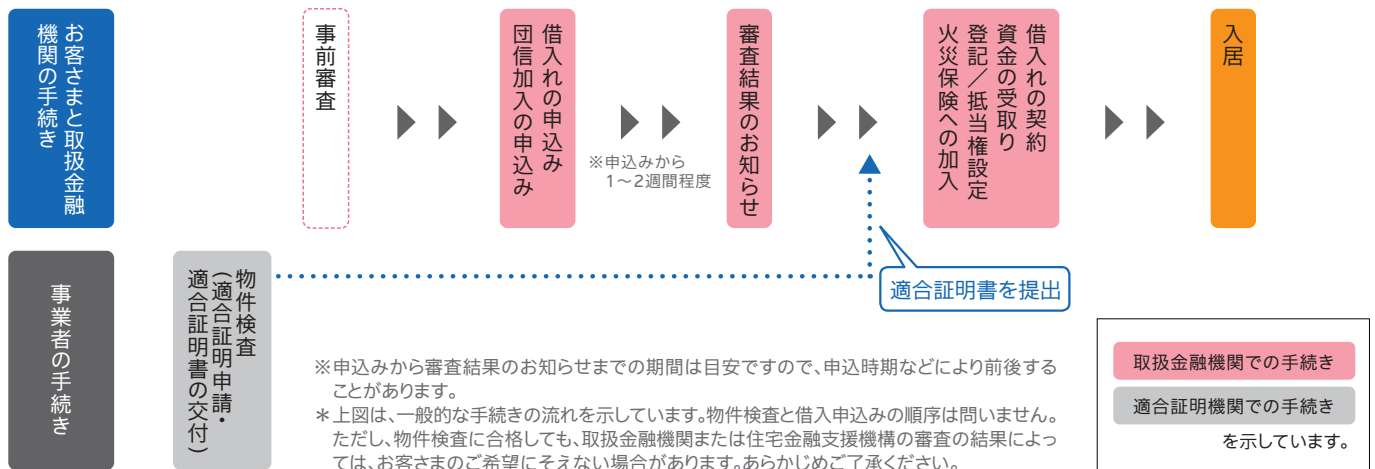 お客さまと取扱金融
機関の手続き
事前審査
借入れの申込み
団信加入の申込み
※申込みから
1～2週間程度
審査結果のお知らせ
借入れの契約
資金の受取り
登記／抵当権設定
火災保険への加入
入居
事業者の手続き
物件検査
（適合証明申請・
適合証明書の交付）
適合証明書を提出
※申込みから審査結果のお知らせまでの期間は目安ですので、申込時期などにより前後する
ことがあります。
＊上図は、一般的な手続きの流れを示しています。物件検査と借入申込みの順序は問いません。
ただし、物件検査に合格しても、取扱金融機関または住宅金融支援機構の審査の結果によっ
ては、お客さまのご希望にそえない場合があります。あらかじめご了承ください。
取扱金融機関での手続き
適合証明機関での手続き
を示しています。